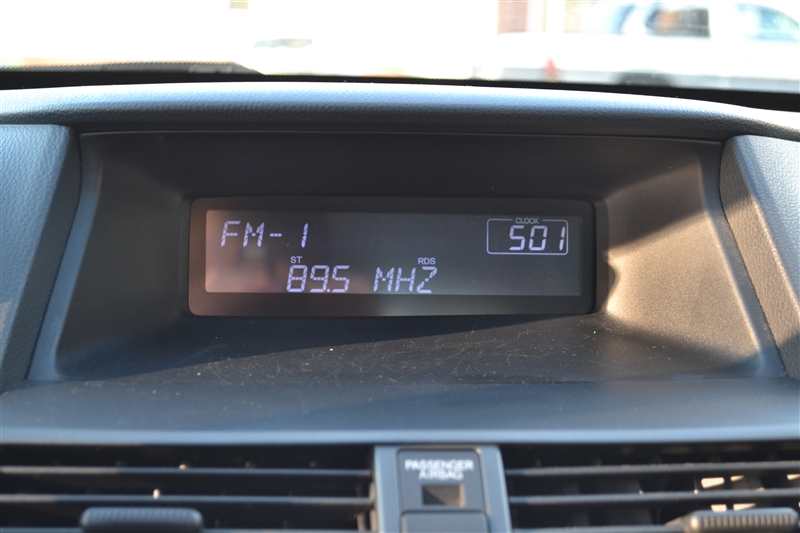 FM-1
CLOCK
501
ST
RDS
89.5 MHZ
PASSENGER
AIRBAG